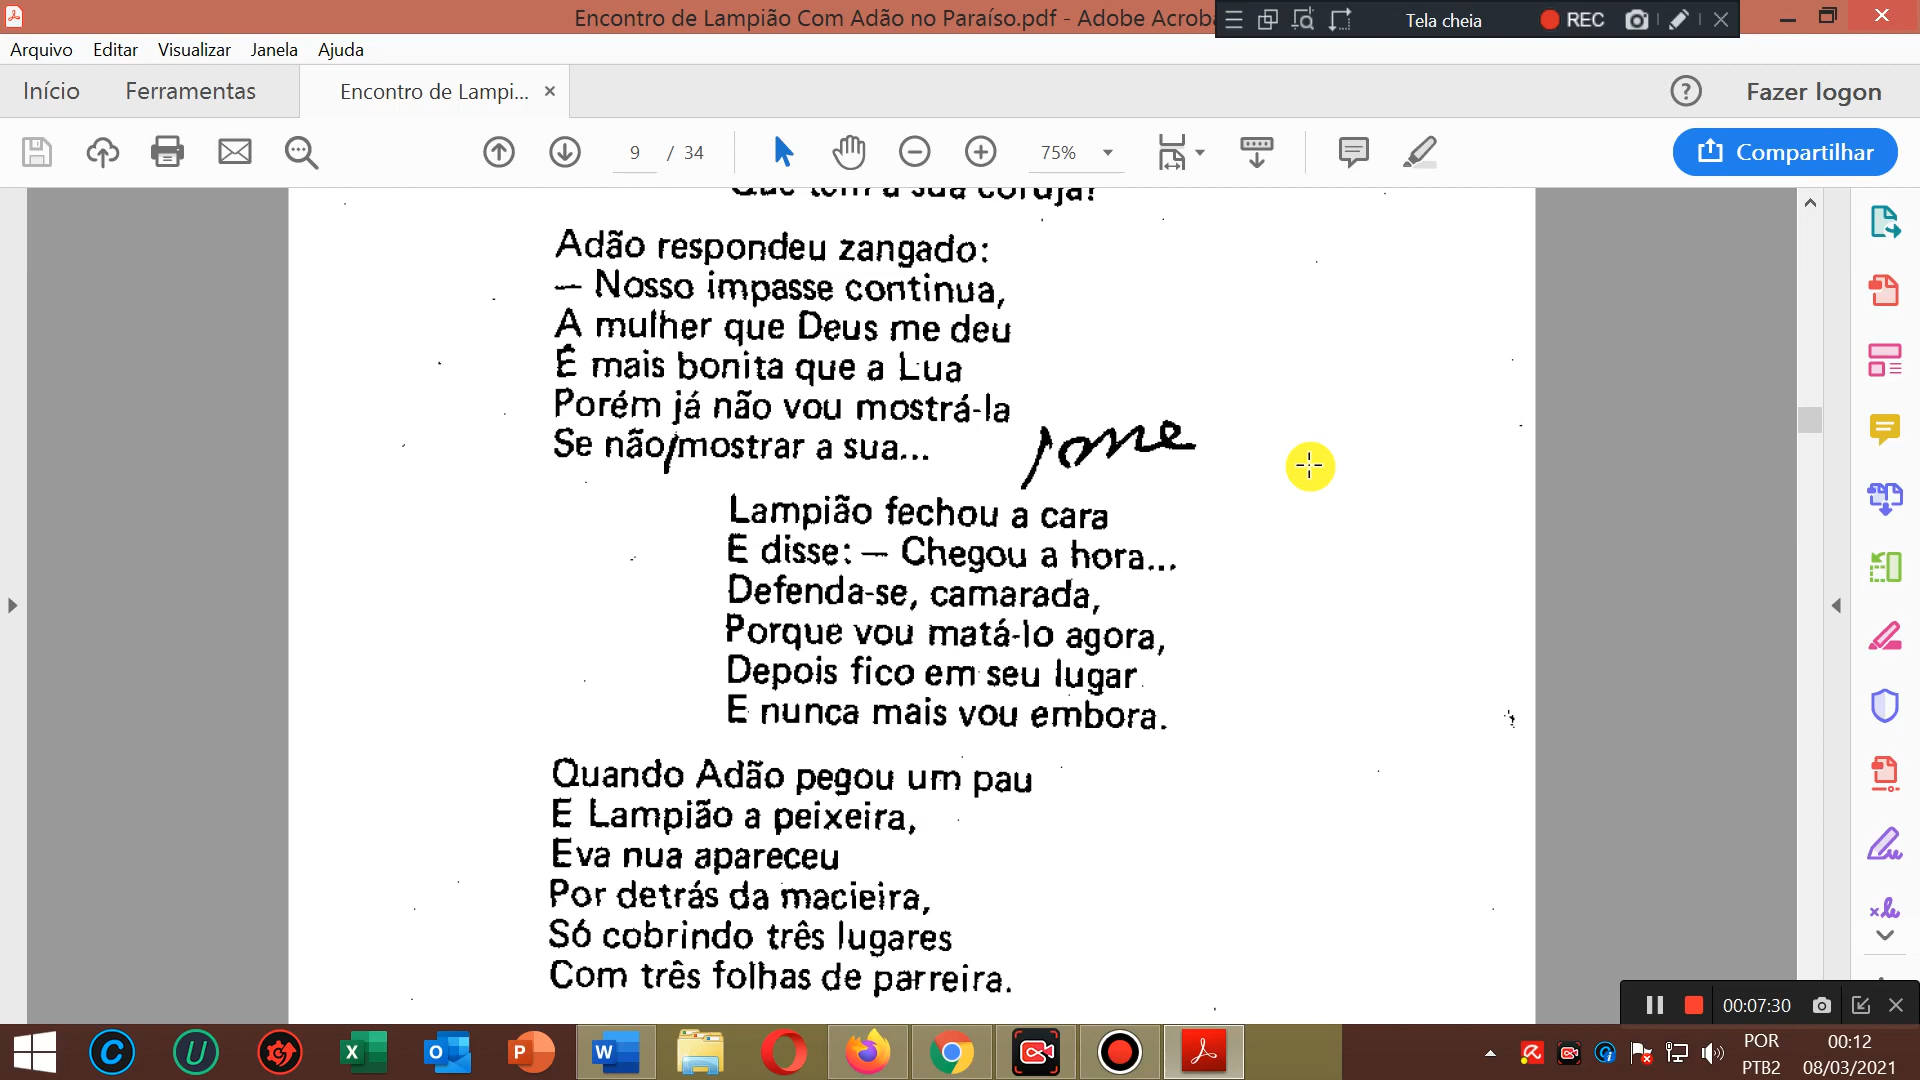 Encontro de Lampião Com Adão no Paraíso.pdf - Adobe Acroba
Tela cheia
REC
Arquivo Editar Visualizar Janela Ajuda
Início Ferramentas Encontro de Lampi... Fazer logon
9 / 34 75% Compartilhar
Que tem a sua coruja?
Adão respondeu zangado:
— Nosso impasse continua,
A mulher que Deus me deu
É mais bonita que a Lua
Porém já não vou mostrá-la
Se não/mostrar a sua...
Lampião fechou a cara
E disse: — Chegou a hora...
Defenda-se, camarada,
Porque vou matá-lo agora,
Depois fico em seu lugar
E nunca mais vou embora.
Quando Adão pegou um pau
E Lampião a peixeira,
Eva nua apareceu
Por detrás da macieira,
Só cobrindo três lugares
Com três folhas de parreira.
00:07:30
POR
PTB2
00:12
08/03/2021